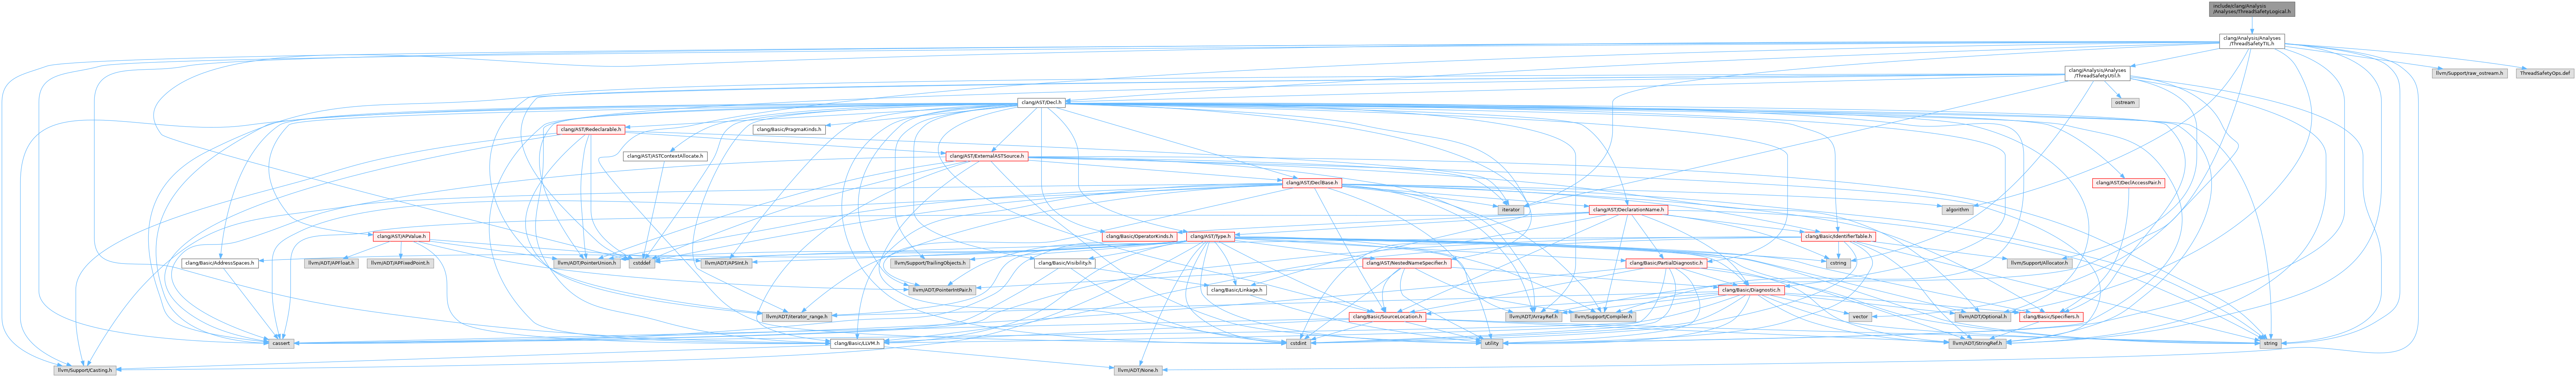 include/clang/Analysis
/Analyses/ThreadSafetyLogical.h
clang/Analysis/Analyses
/ThreadSafetyTIL.h
clang/Analysis/Analyses
/ThreadSafetyUtil.h
llvm/Support/raw_ostream.h
ThreadSafetyOps.def
clang/AST/Decl.h
ostream
clang/AST/Redeclarable.h
clang/Basic/PragmaKinds.h
clang/AST/ASTContextAllocate.h
clang/AST/ExternalASTSource.h
clang/AST/DeclBase.h
clang/AST/DeclAccessPair.h
iterator
clang/AST/DeclarationName.h
algorithm
clang/AST/APValue.h
clang/Basic/OperatorKinds.h
clang/AST/Type.h
clang/Basic/IdentifierTable.h
clang/Basic/AddressSpaces.h
llvm/ADT/APFloat.h
llvm/ADT/APFixedPoint.h
llvm/ADT/PointerUnion.h
cstddef
llvm/ADT/APSInt.h
llvm/Support/TrailingObjects.h
clang/Basic/Visibility.h
clang/AST/NestedNameSpecifier.h
clang/Basic/PartialDiagnostic.h
cstring
llvm/Support/Allocator.h
llvm/ADT/PointerIntPair.h
clang/Basic/Linkage.h
clang/Basic/Diagnostic.h
llvm/ADT/iterator_range.h
clang/Basic/SourceLocation.h
llvm/ADT/ArrayRef.h
llvm/Support/Compiler.h
vector
llvm/ADT/Optional.h
clang/Basic/Specifiers.h
cassert
clang/Basic/LLVM.h
cstdint
utility
llvm/ADT/StringRef.h
string
llvm/Support/Casting.h
llvm/ADT/None.h